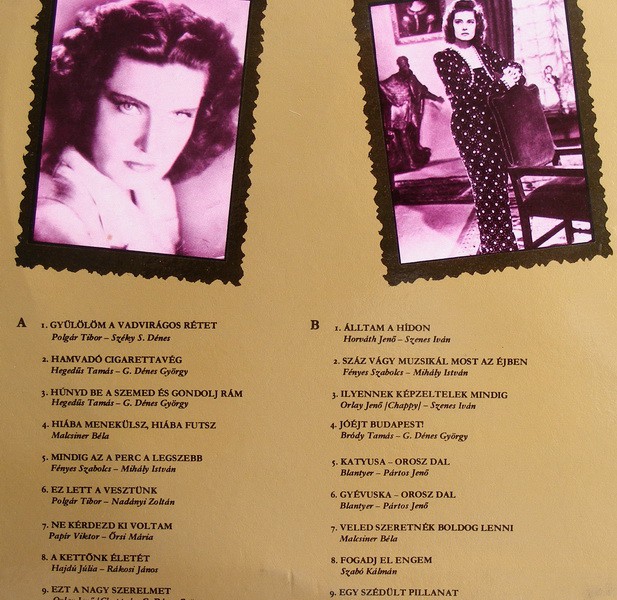 A
1. GYŰLÖLÖM A VADVIRÁGOS RÉTET
Polgár Tibor – Széky S. Dénes
2. HAMVADÓ CIGARETTAVÉG
Hegedűs Tamás – G. Dénes György
3. HÚNYD BE A SZEMED ÉS GONDOLJ RÁM
Hegedűs Tamás – G. Dénes György
4. HIÁBA MENEKÜLSZ, HIÁBA FUTSZ
Malcsiner Béla
5. MINDIG AZ A PERC A LEGSZEBB
Fényes Szabolcs – Mihály István
6. EZ LETT A VESZTÜNK
Polgár Tibor – Nadányi Zoltán
7. NE KÉRDEZD KI VOLTAM
Papír Viktor – Őrsi Mária
8. A KETTŐNK ÉLETÉT
Hajdú Júlia – Rákosi János
9. EZT A NAGY SZERELMET
B
1. ÁLLTAM A HÍDON
Horváth Jenő – Szenes Iván
2. SZÁZ VÁGY MUZSIKÁL MOST AZ ÉJBEN
Fényes Szabolcs – Mihály István
3. ILYENNEK KÉPZELTELEK MINDIG
Orlay Jenő /Chappy/ – Szenes Iván
4. JÓÉJT BUDAPEST!
Bródy Tamás – G. Dénes György
5. KATYUSA – OROSZ DAL
Blantyer – Pártos Jenő
6. GYÉVUSKA – OROSZ DAL
Blantyer – Pártos Jenő
7. VELED SZERETNÉK BOLDOG LENNI
Malcsiner Béla
8. FOGADJ EL ENGEM
Szabó Kálmán
9. EGY SZÉDÜLT PILLANAT